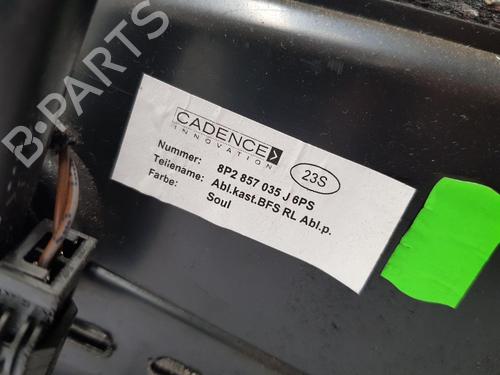 B-PARTS
CADENCE
INNOVATION
23S
Nummer: 8P2 857 035 J 6PS
Teilename: Abl.kast.BFS RL Abl.p.
Farbe: Soul